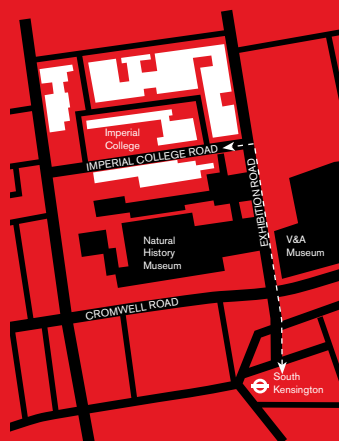 Imperial
College
IMPERIAL COLLEGE ROAD
EXHIBITION ROAD
Natural
History
Museum
V&A
Museum
CROMWELL ROAD
South
Kensington